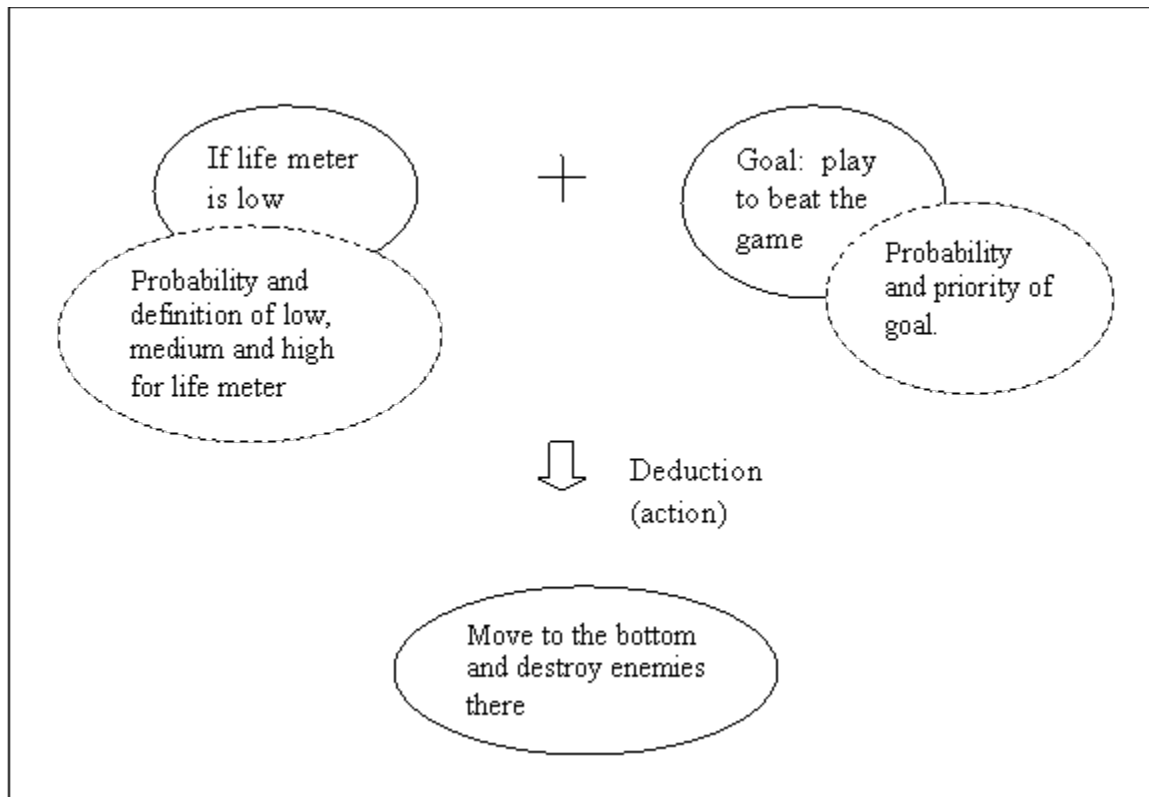 If life meter
is low
Goal: play
to beat the
game
Probability and
definition of low,
medium and high
for life meter
Probability
and priority of
goal.
Deduction
(action)
Move to the bottom
and destroy enemies
there